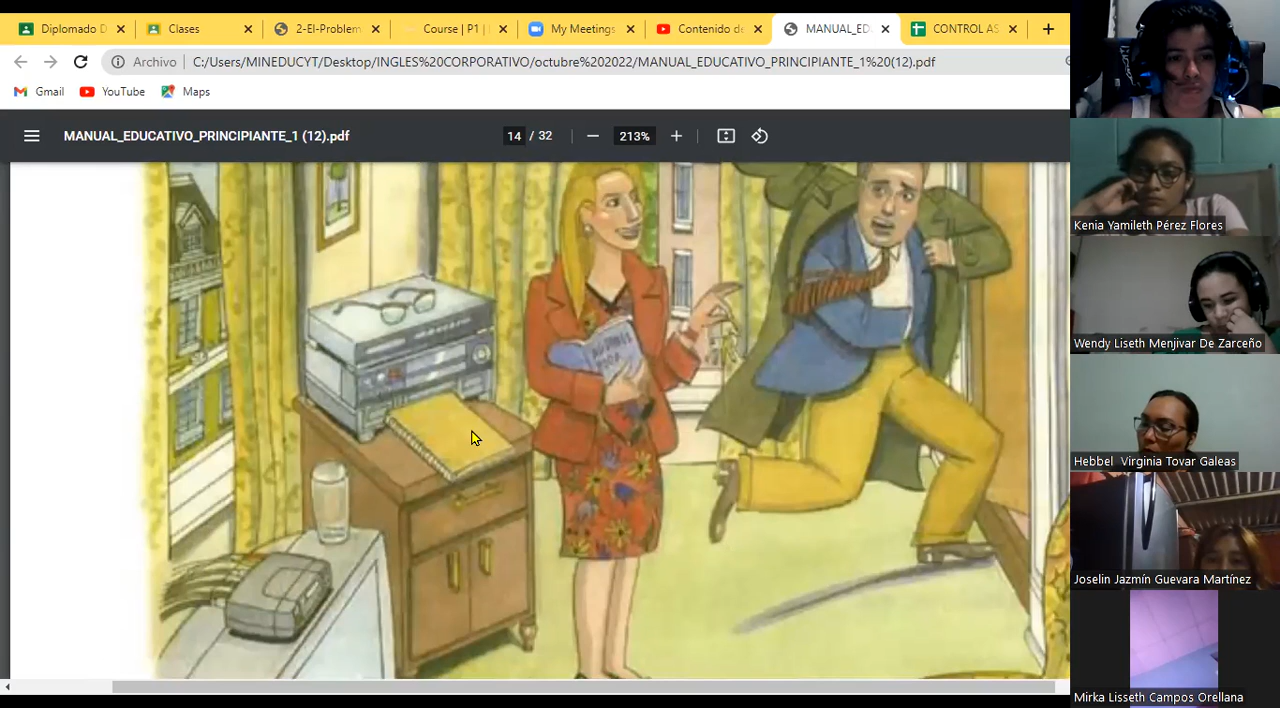 Diplomado D
Clases
2-El-Problem
Course | P1 |
My Meetings
Contenido de
MANUAL_ED
CONTROL AS
Archivo
C:/Users/MINEDUCYT/Desktop/INGLES%20CORPORATIVO/octubre%202022/MANUAL_EDUCATIVO_PRINCIPIANTE_1%20(12).pdf
Gmail
YouTube
Maps
MANUAL_EDUCATIVO_PRINCIPIANTE_1 (12).pdf
14 / 32
213%
Kenia Yamileth Pérez Flores
Wendy Liseth Menjivar De Zarceño
Hebbel Virginia Tovar Galeas
Joselin Jazmín Guevara Martínez
Mirka Lisseth Campos Orellana